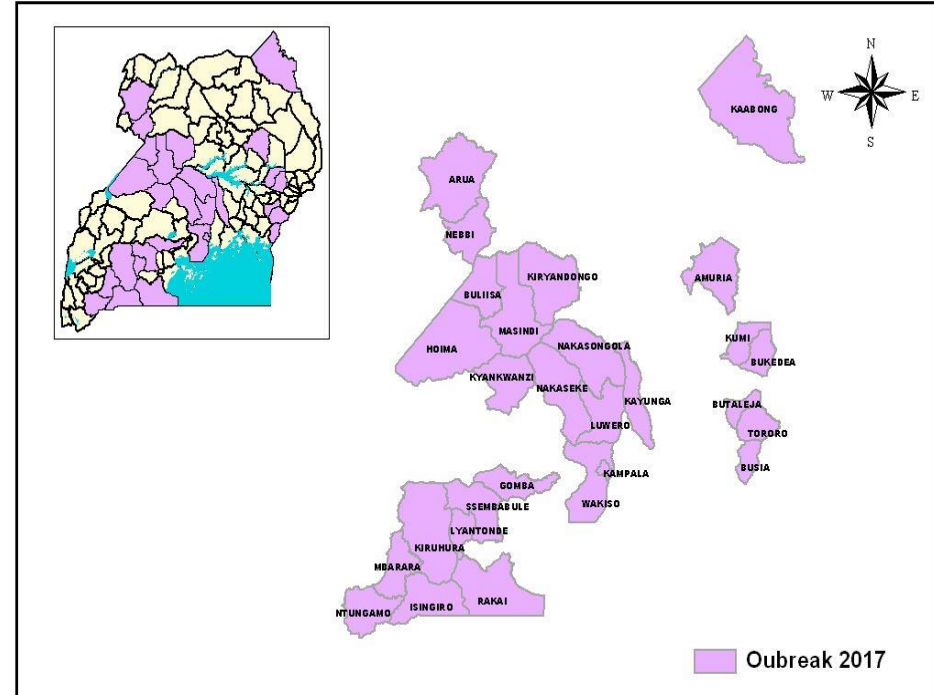 N
W E
S
KAABONG
ARUA
NEBBI
KIRYANDONGO
AMURIA
BULIISA
MASINDI
HOIMA
NAKASONGOLA
KUMI
BUKEDEA
KYANKWANZI
NAKASEKE
KAYUNGA
BUTALEJA
LUWERO
TORORO
KAMPALA
BUSIA
GOMBA
WAKISO
SSEMBABULE
LYANTONDE
KIRUHURA
MBARARA
RAKAI
ISINGIRO
NTUNGAMO
Oubreak 2017